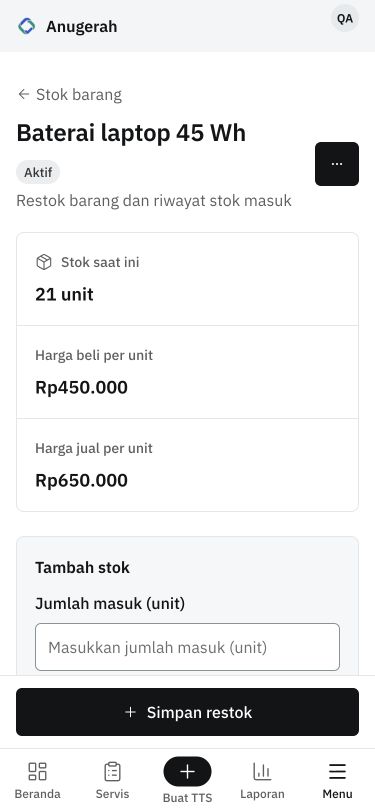 Anugerah
QA
← Stok barang
Baterai laptop 45 Wh
Aktif
...
Restok barang dan riwayat stok masuk
Stok saat ini
21 unit
Harga beli per unit
Rp450.000
Harga jual per unit
Rp650.000
Tambah stok
Jumlah masuk (unit)
Masukkan jumlah masuk (unit)
+ Simpan restok
Beranda
Servis
Buat TTS
Laporan
Menu